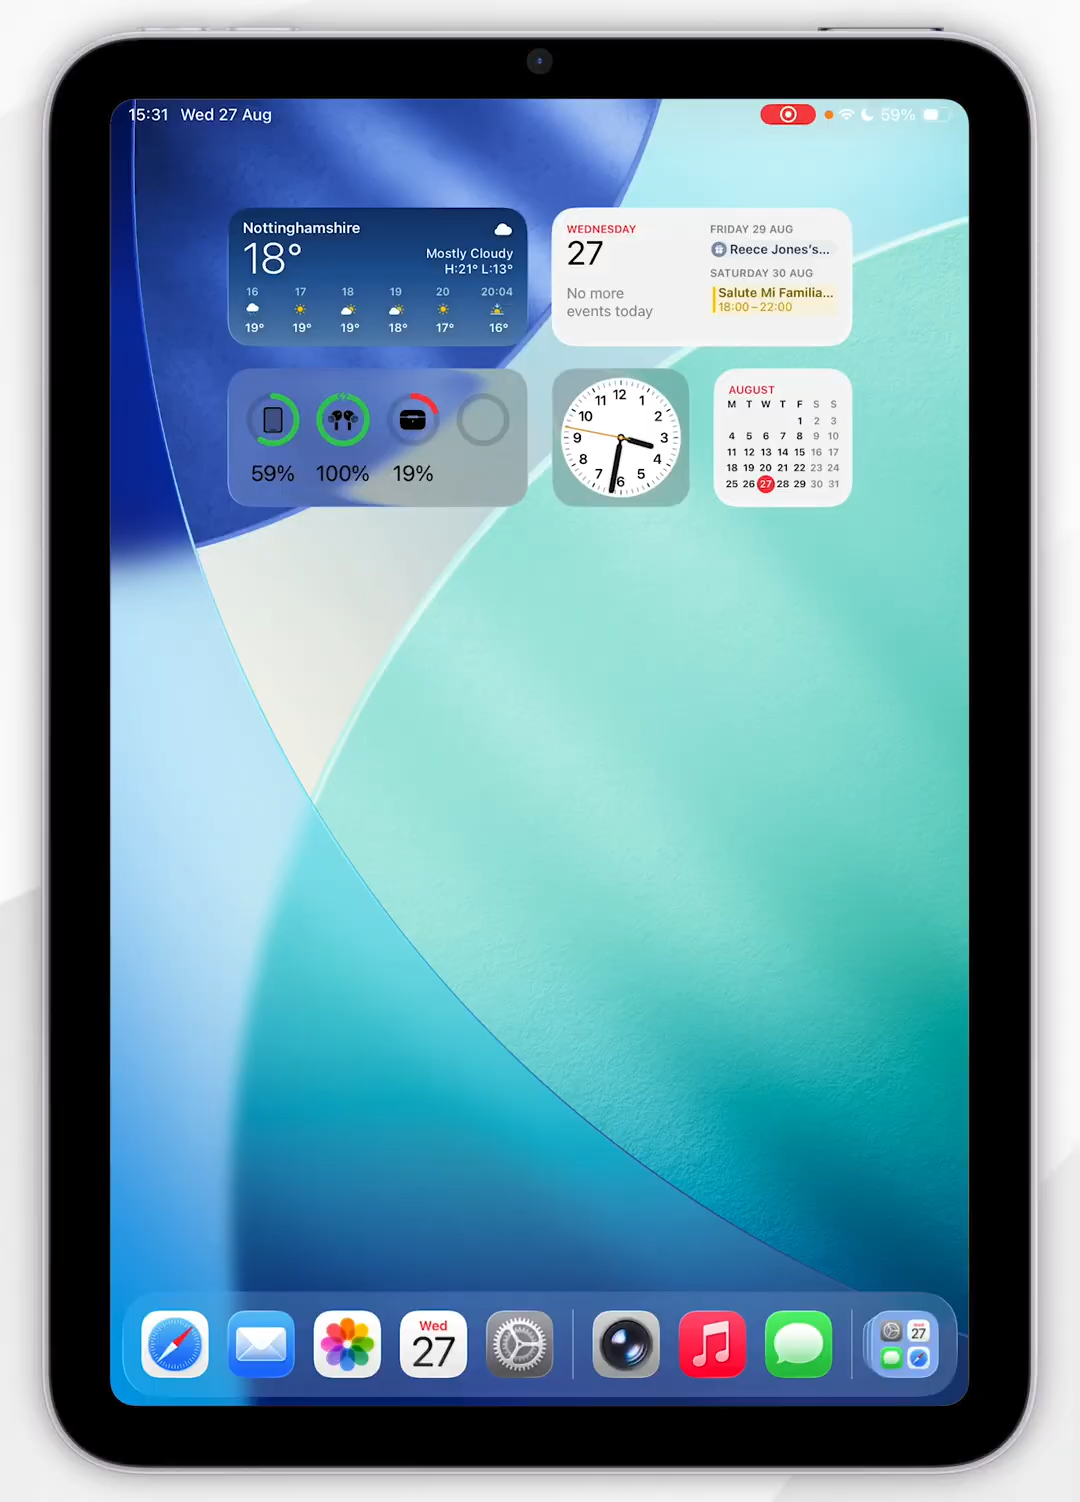 15:31 Wed 27 Aug
59%
Nottinghamshire
18°
Mostly Cloudy
H:21° L:13°
16 17 18 19 20 20:04
19° 19° 19° 18° 17° 16°
WEDNESDAY
27
No more
events today
FRIDAY 29 AUG
Reece Jones's...
SATURDAY 30 AUG
Salute Mi Familia...
18:00–22:00
59% 100% 19%
12
11 1
10 2
9 3
8 4
7 5
6
AUGUST
M T W T F S S
1 2 3
4 5 6 7 8 9 10
11 12 13 14 15 16 17
18 19 20 21 22 23 24
25 26 27 28 29 30 31
Wed
27
Wed
27